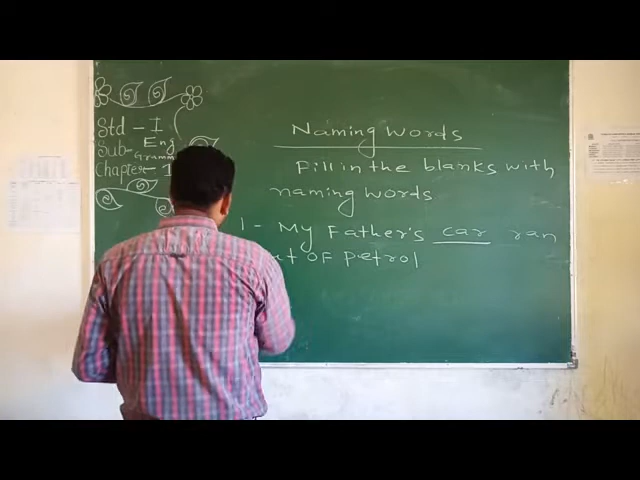 Std - I
Sub- Eng
Gramm
Chapter- 1
Naming words
Fill in the blanks with
naming words
1- My Father's car ran
out OF Petrol